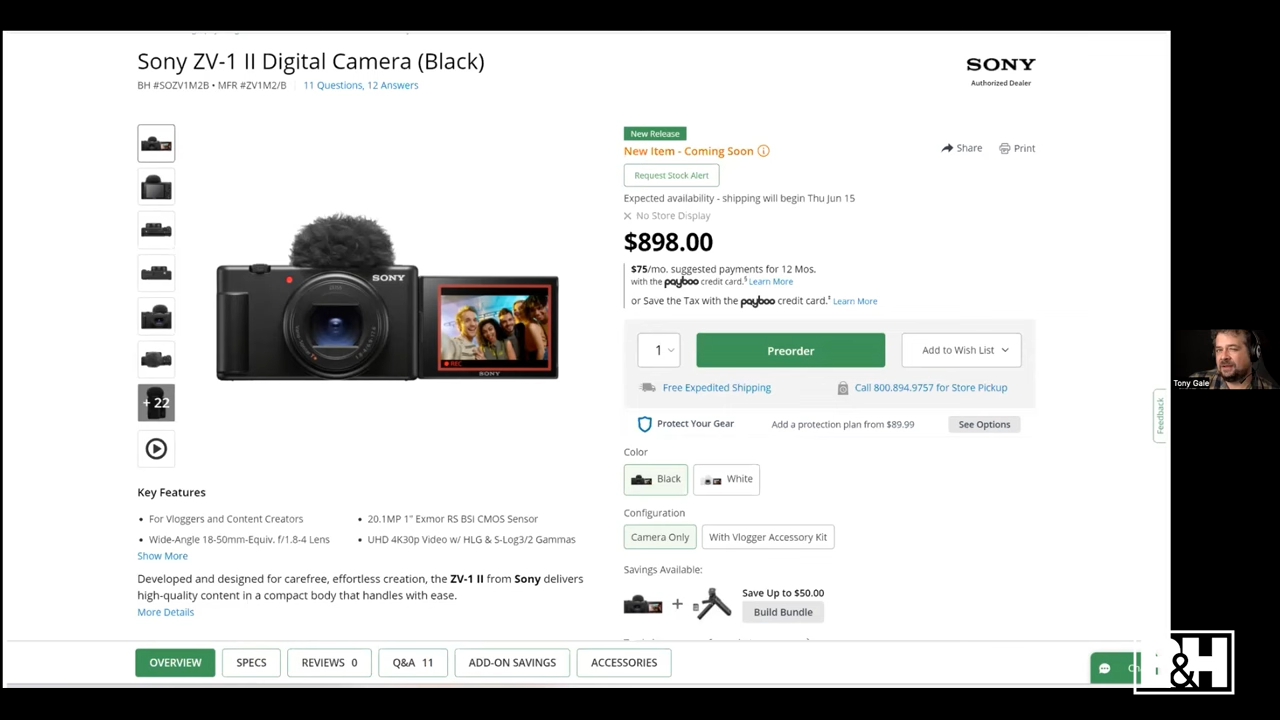 Sony ZV-1 II Digital Camera (Black)
BH #SOZV1M2B • MFR #ZV1M2/B
11 Questions, 12 Answers
SONY
Authorized Dealer
New Release
New Item - Coming Soon
Share
Print
Request Stock Alert
Expected availability - shipping will begin Thu Jun 15
No Store Display
$898.00
$75/mo. suggested payments for 12 Mos.
with the payboo credit card.§ Learn More
or Save the Tax with the payboo credit card.‡ Learn More
1
Preorder
Add to Wish List
Free Expedited Shipping
Call 800.894.9757 for Store Pickup
Protect Your Gear
Add a protection plan from $89.99
See Options
Color
Black
White
Configuration
Camera Only
With Vlogger Accessory Kit
Savings Available:
+
Save Up to $50.00
Build Bundle
+ 22
SONY
REC
SONY
Key Features
• For Vloggers and Content Creators
• 20.1MP 1" Exmor RS BSI CMOS Sensor
• Wide-Angle 18-50mm-Equiv. f/1.8-4 Lens
• UHD 4K30p Video w/ HLG & S-Log3/2 Gammas
Show More
Developed and designed for carefree, effortless creation, the ZV-1 II from Sony delivers
high-quality content in a compact body that handles with ease.
More Details
OVERVIEW
SPECS
REVIEWS 0
Q&A 11
ADD-ON SAVINGS
ACCESSORIES
Feedback
Tony Gale
B&H